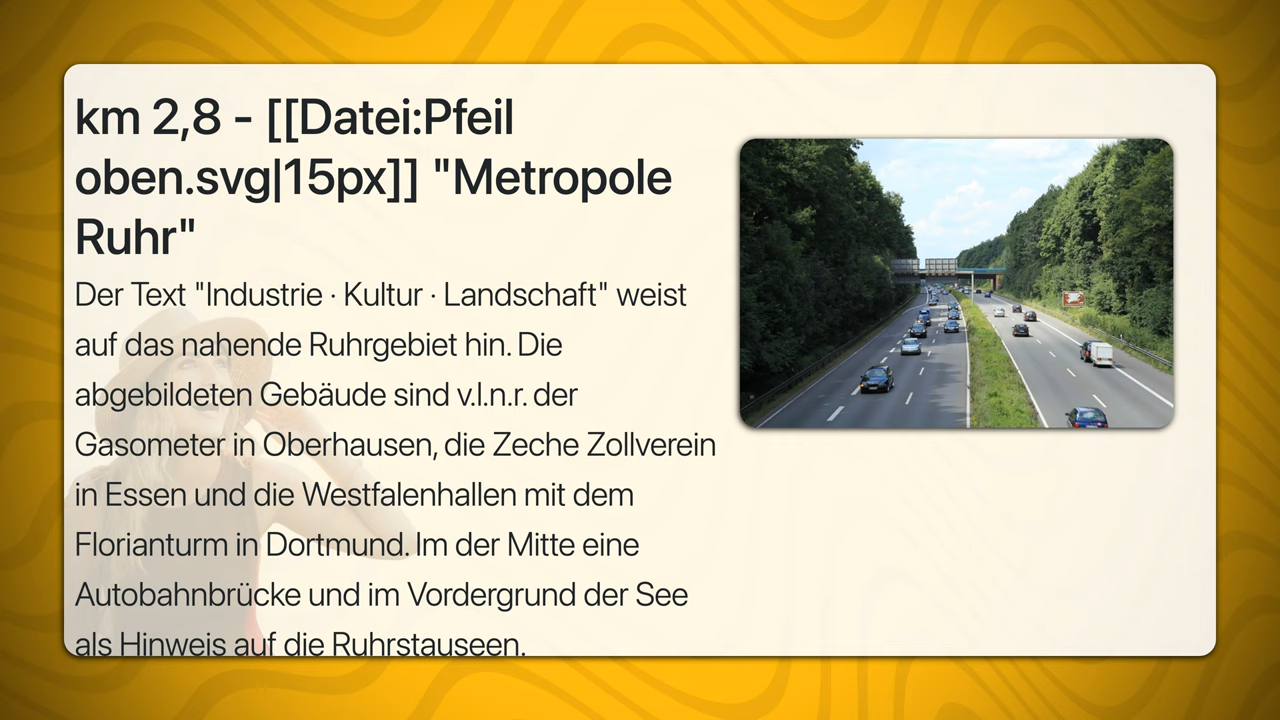 km 2,8 - [[Datei:Pfeil
oben.svg|15px]] "Metropole
Ruhr"
Der Text "Industrie · Kultur · Landschaft" weist
auf das nahende Ruhrgebiet hin. Die
abgebildeten Gebäude sind v.l.n.r. der
Gasometer in Oberhausen, die Zeche Zollverein
in Essen und die Westfalenhallen mit dem
Florianturm in Dortmund. Im der Mitte eine
Autobahnbrücke und im Vordergrund der See
als Hinweis auf die Ruhrstauseen.